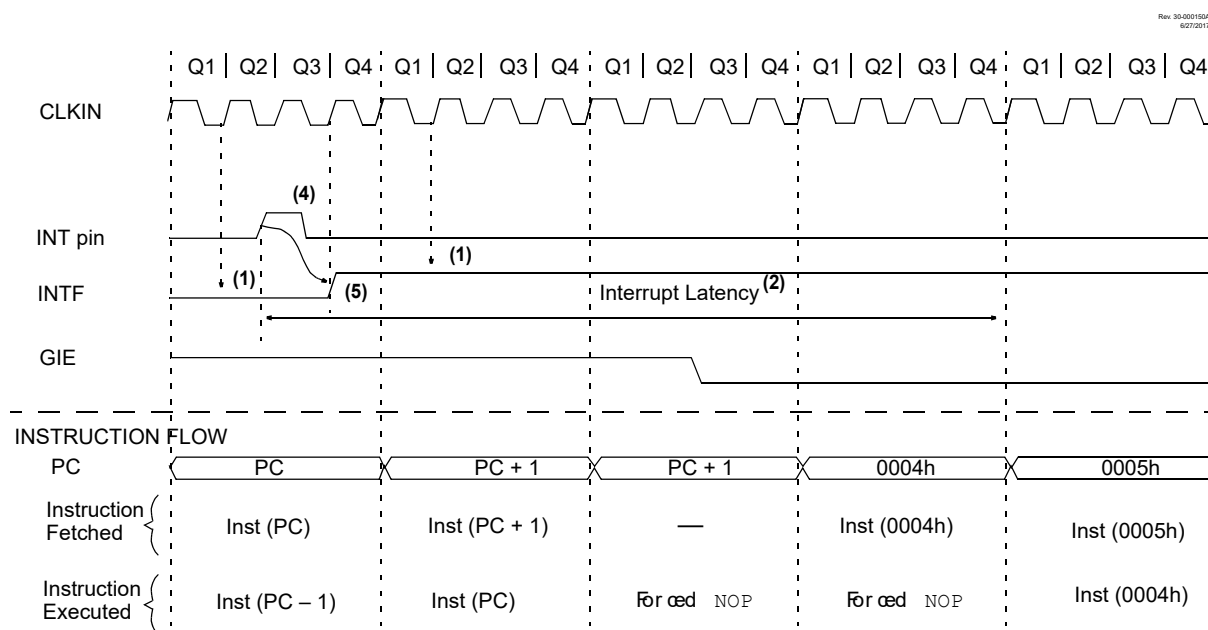 Rev. 30-000150A
6/27/2017
Q1 | Q2 | Q3 | Q4 Q1 | Q2 | Q3 | Q4 Q1 | Q2 | Q3 | Q4 Q1 | Q2 | Q3 | Q4 Q1 | Q2 | Q3 | Q4
CLKIN
(4)
INT pin
(1) (1)
INTF (5) Interrupt Latency (2)
GIE
INSTRUCTION FLOW
PC PC PC + 1 PC + 1 0004h 0005h
Instruction
Fetched Inst (PC) Inst (PC + 1) — Inst (0004h) Inst (0005h)
Instruction
Executed Inst (PC – 1) Inst (PC) Forced NOP Forced NOP Inst (0004h)